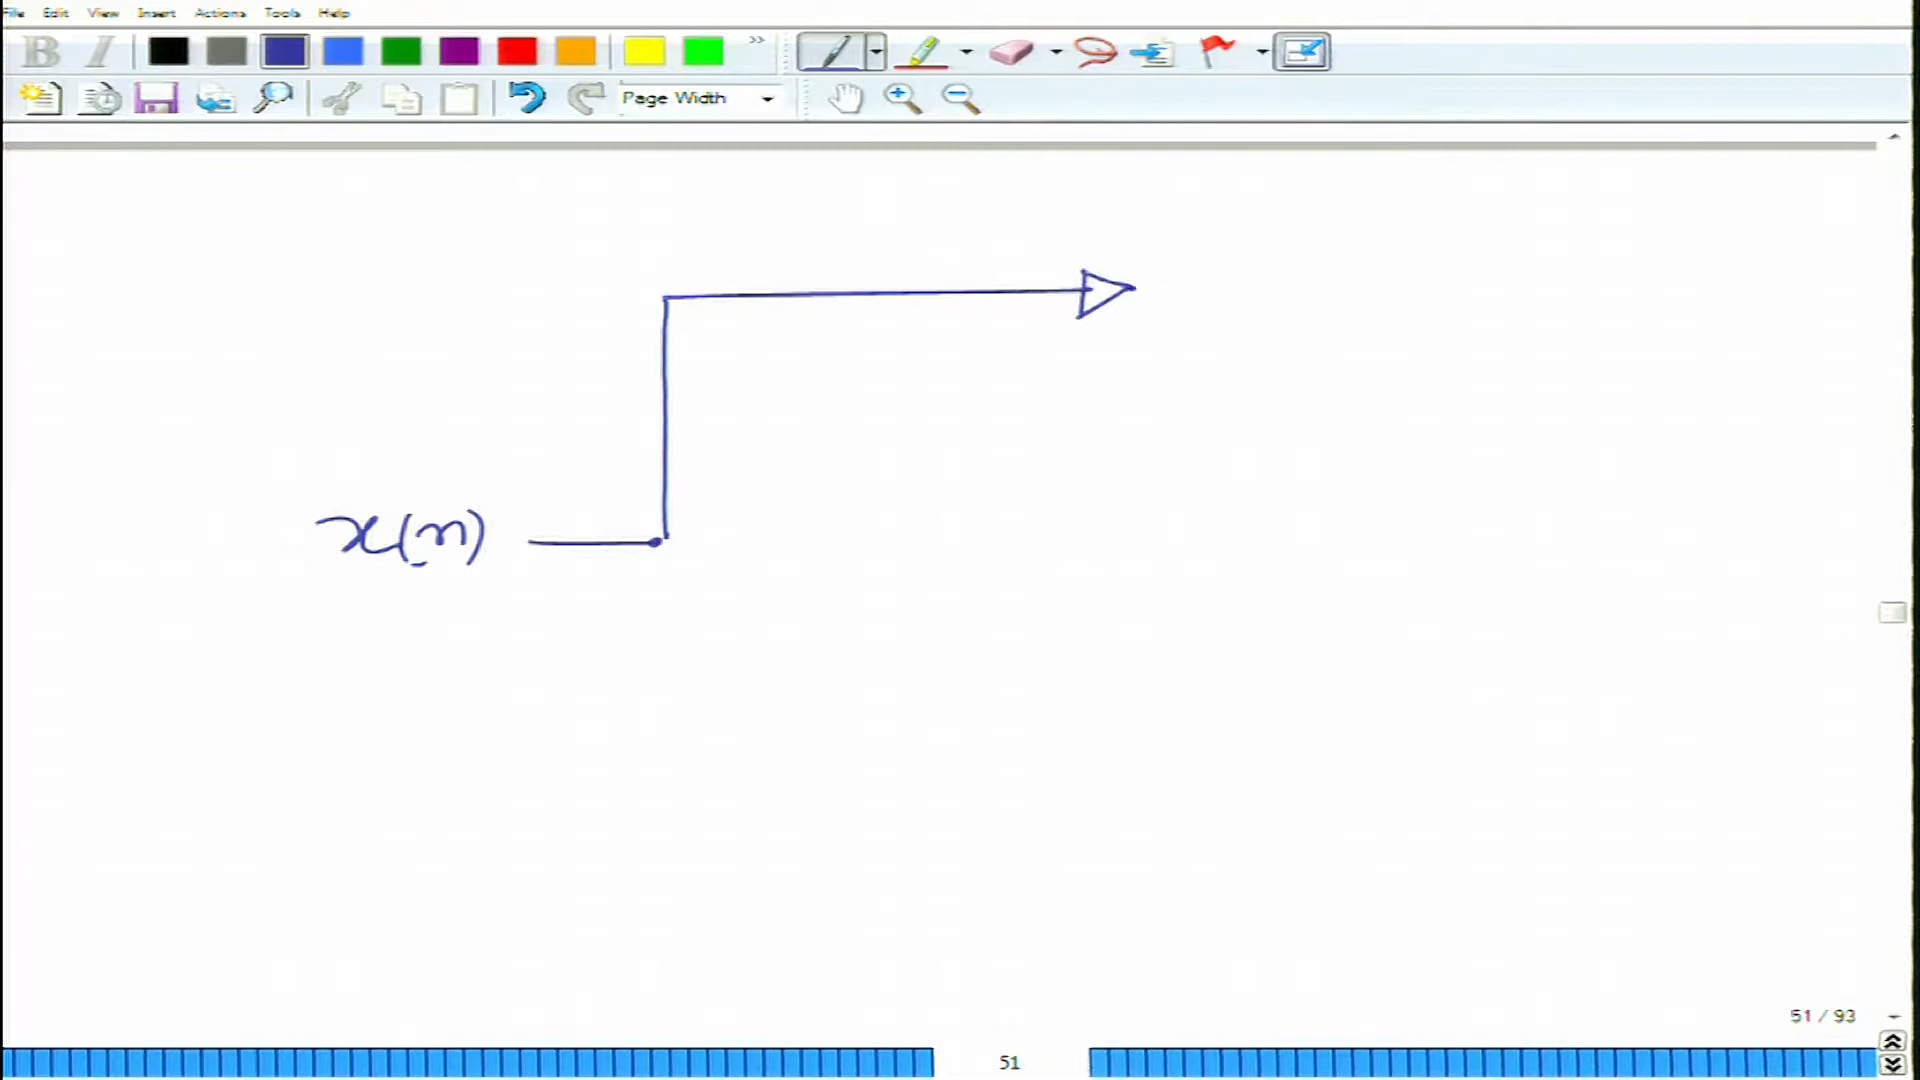 File Edit View Insert Actions Tools Help
B I
Page Width
x(n)
51 / 93
51